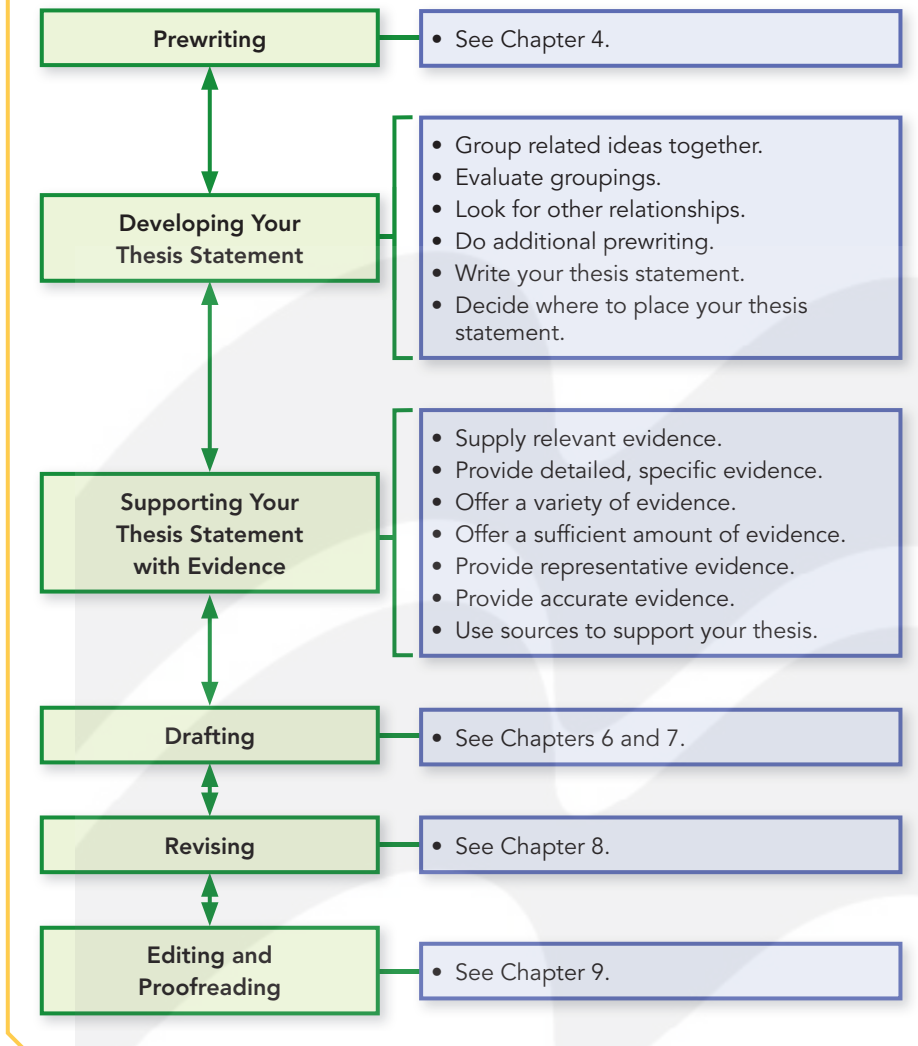 Prewriting
• See Chapter 4.
Developing Your
Thesis Statement
• Group related ideas together.
• Evaluate groupings.
• Look for other relationships.
• Do additional prewriting.
• Write your thesis statement.
• Decide where to place your thesis
statement.
Supporting Your
Thesis Statement
with Evidence
• Supply relevant evidence.
• Provide detailed, specific evidence.
• Offer a variety of evidence.
• Offer a sufficient amount of evidence.
• Provide representative evidence.
• Provide accurate evidence.
• Use sources to support your thesis.
Drafting
• See Chapters 6 and 7.
Revising
• See Chapter 8.
Editing and
Proofreading
• See Chapter 9.